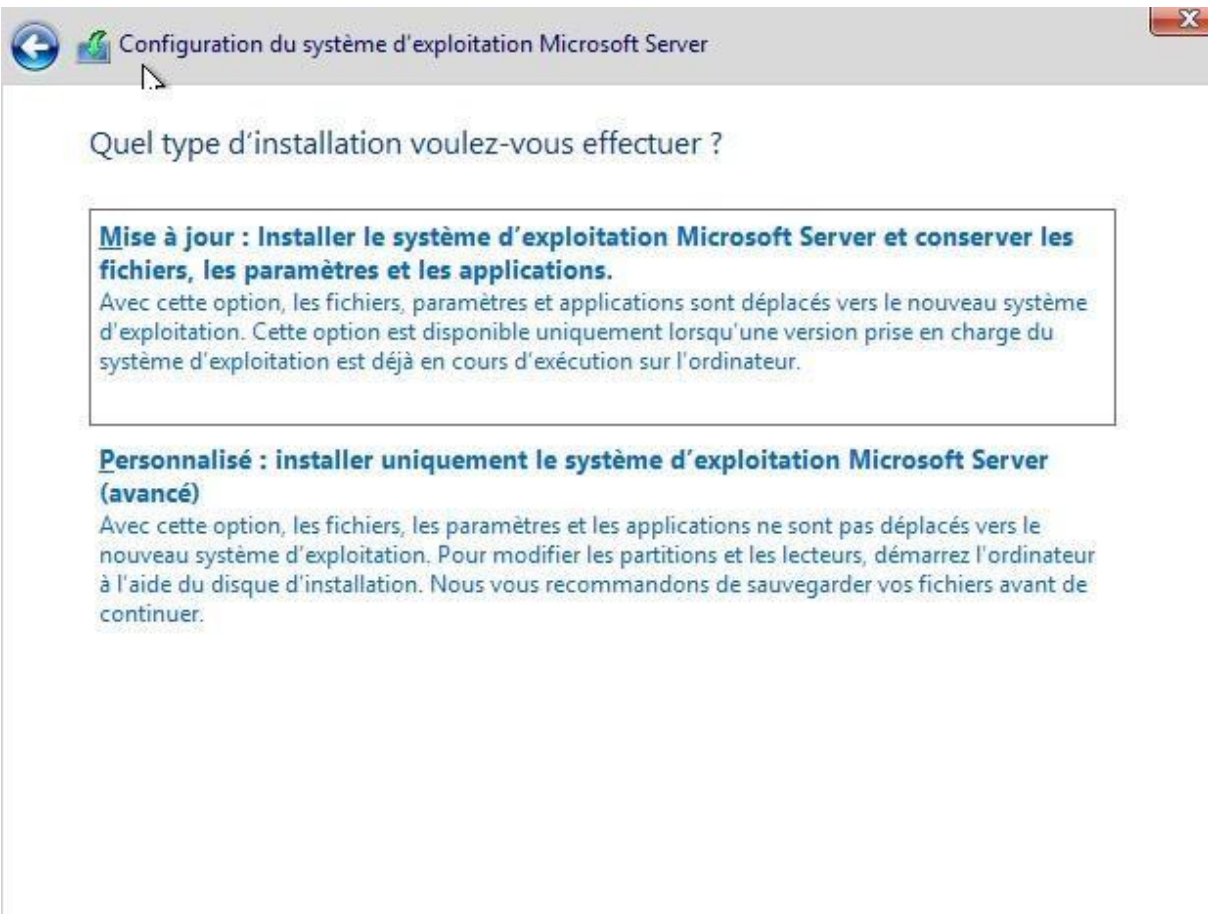 Configuration du système d'exploitation Microsoft Server
Quel type d'installation voulez-vous effectuer ?
Mise à jour : Installer le système d'exploitation Microsoft Server et conserver les
fichiers, les paramètres et les applications.
Avec cette option, les fichiers, paramètres et applications sont déplacés vers le nouveau système
d'exploitation. Cette option est disponible uniquement lorsqu'une version prise en charge du
système d'exploitation est déjà en cours d'exécution sur l'ordinateur.
Personnalisé : installer uniquement le système d'exploitation Microsoft Server
(avancé)
Avec cette option, les fichiers, les paramètres et les applications ne sont pas déplacés vers le
nouveau système d'exploitation. Pour modifier les partitions et les lecteurs, démarrez l'ordinateur
à l'aide du disque d'installation. Nous vous recommandons de sauvegarder vos fichiers avant de
continuer.